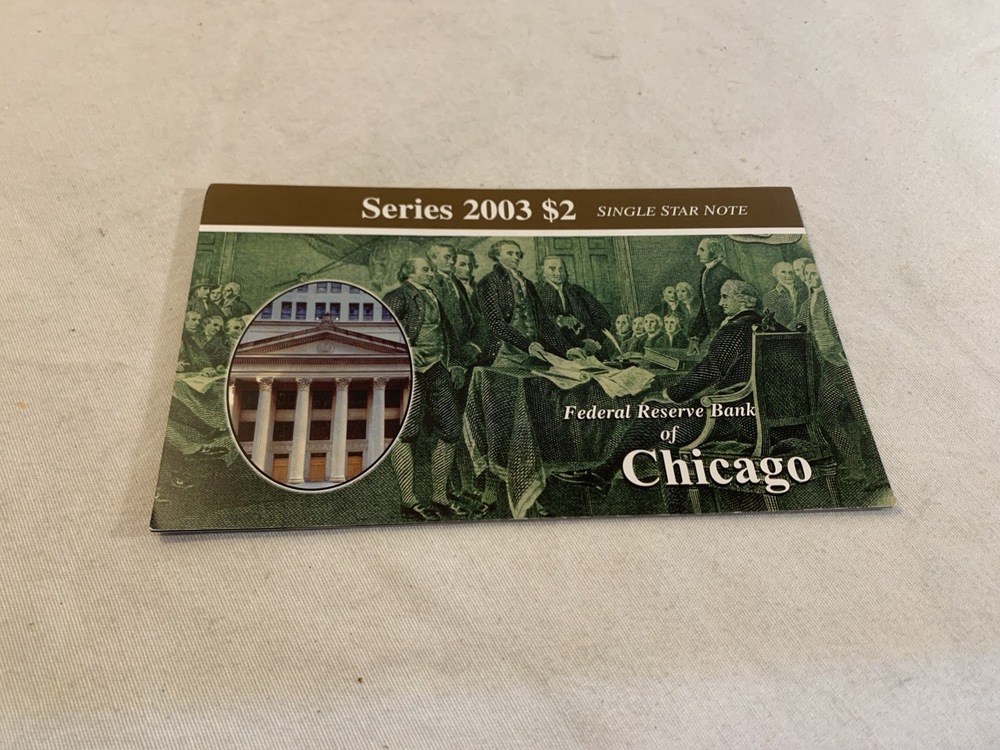 Series 2003 $2 SINGLE STAR NOTE
Federal Reserve Bank
of
Chicago